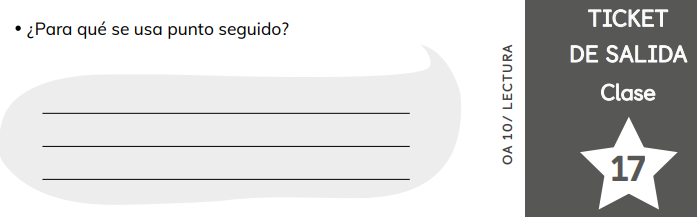 • ¿Para qué se usa punto seguido?
OA 10/ LECTURA
TICKET
DE SALIDA
Clase
17